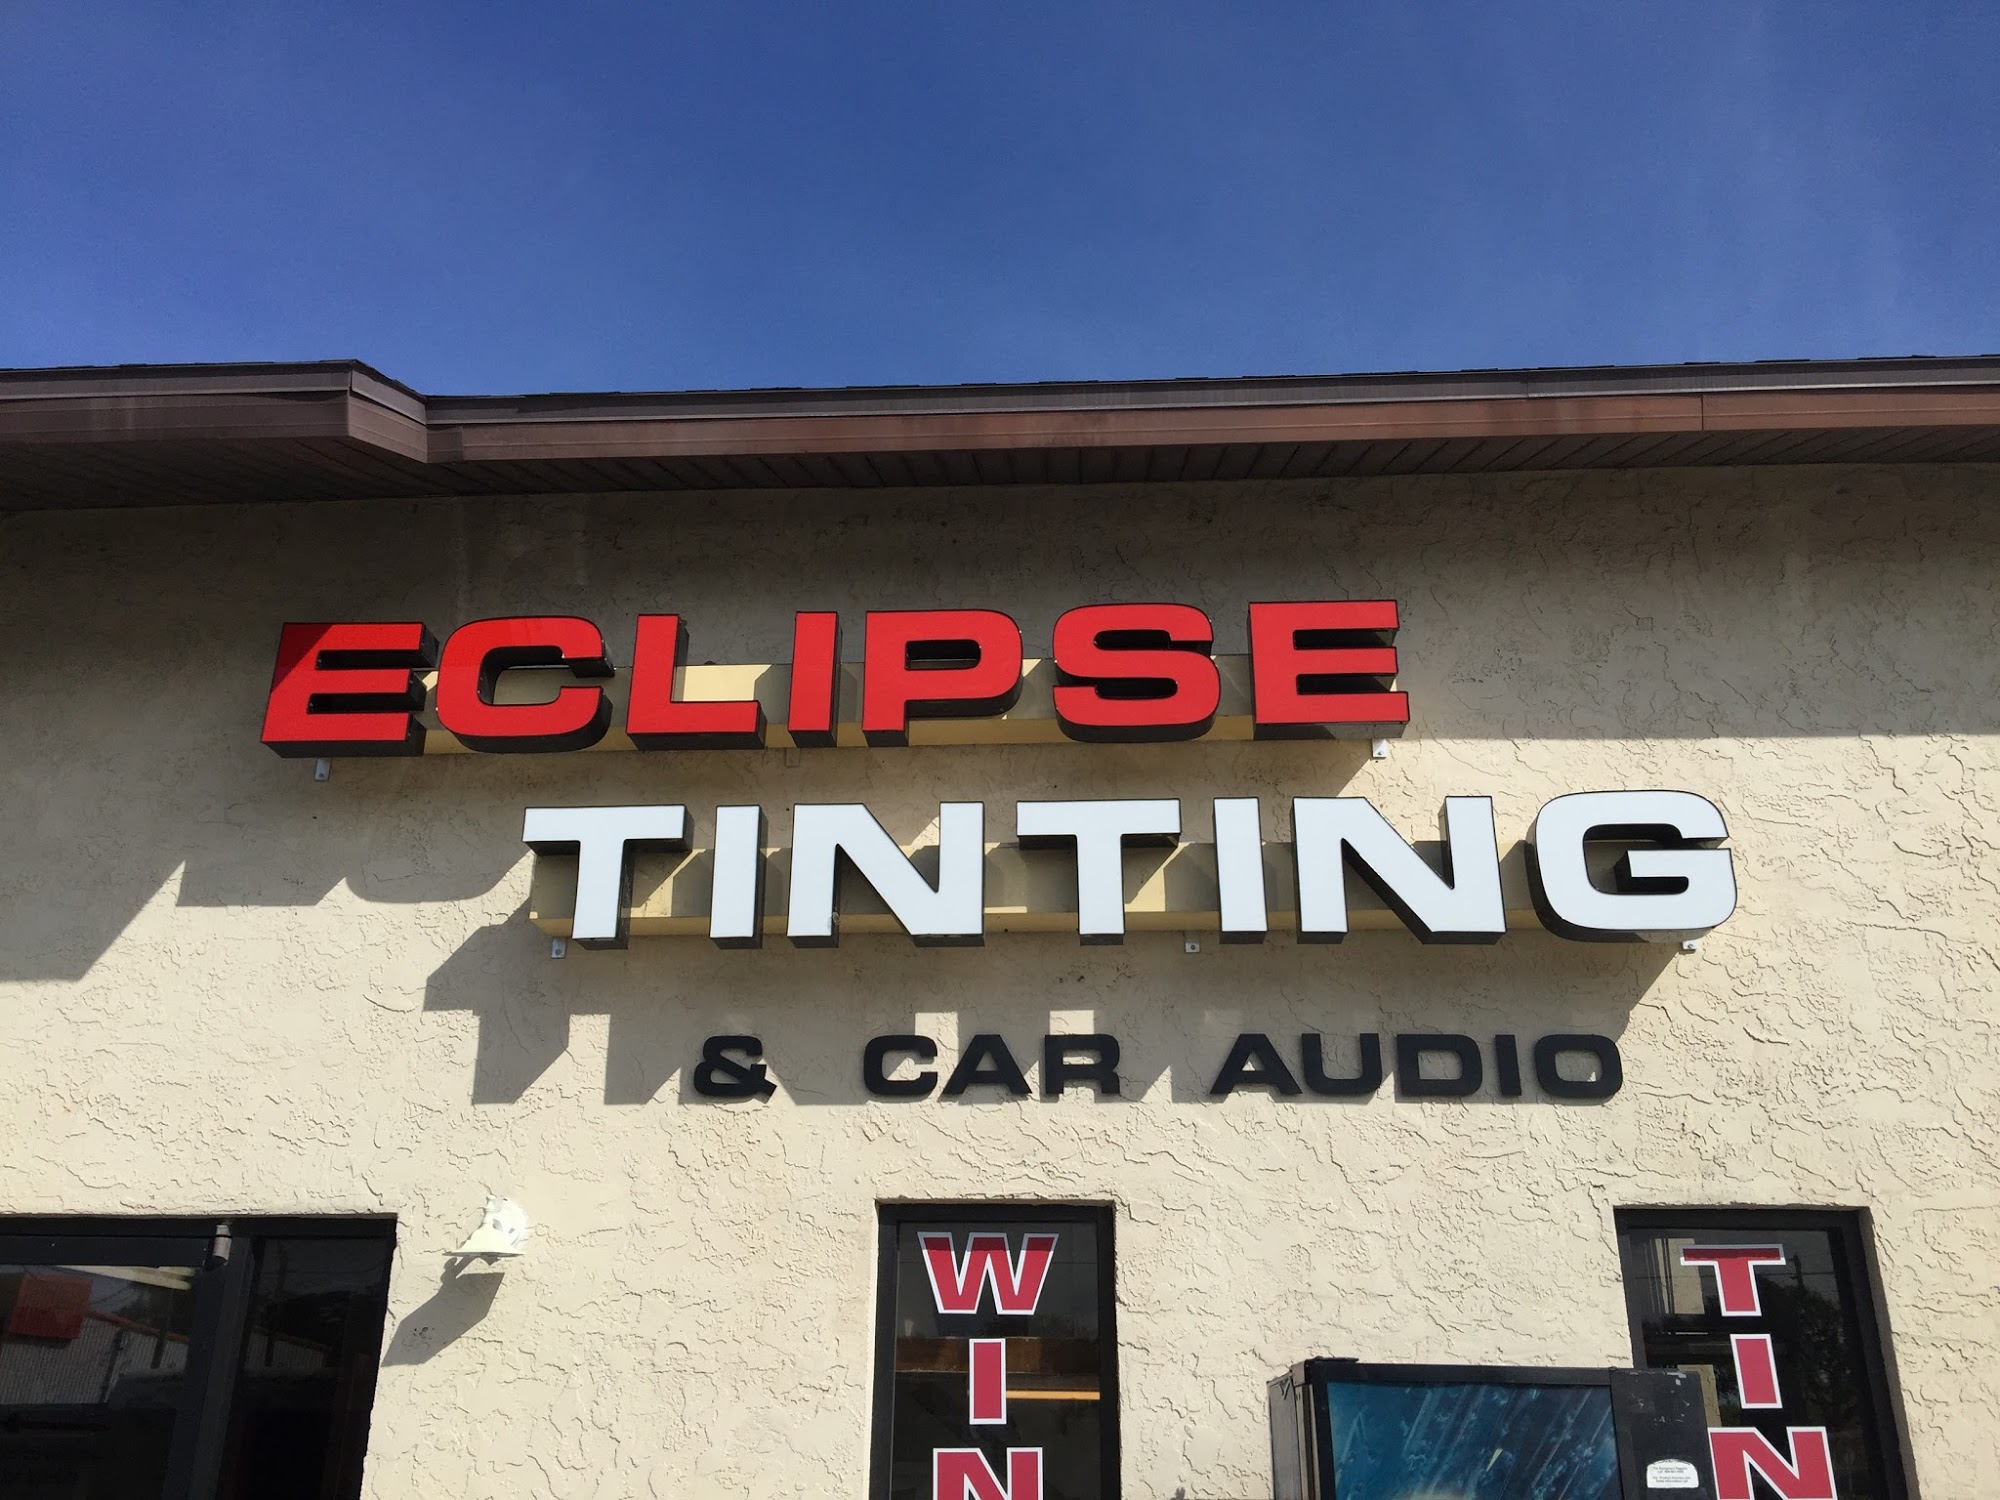 ECLIPSE
TINTING
& CAR AUDIO
WIN
TIN